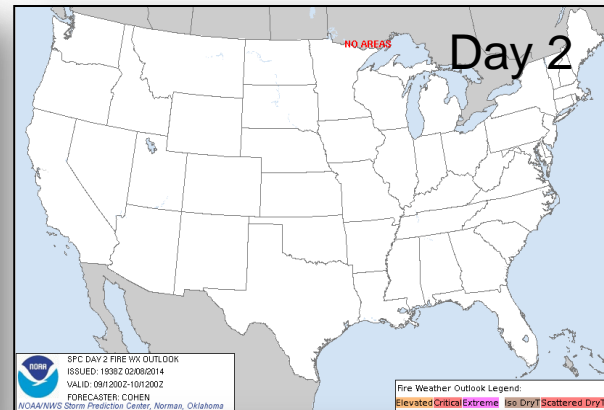 NO AREAS
Day 2
SPC DAY 2 FIRE WX OUTLOOK
ISSUED: 1938Z 02/08/2014
VALID: 09/1200Z-10/1200Z
FORECASTER: COHEN
NOAA/NWS Storm Prediction Center, Norman, Oklahoma
NOAA
Fire Weather Outlook Legend:
Elevated Critical Extreme Iso DryT Scattered DryT